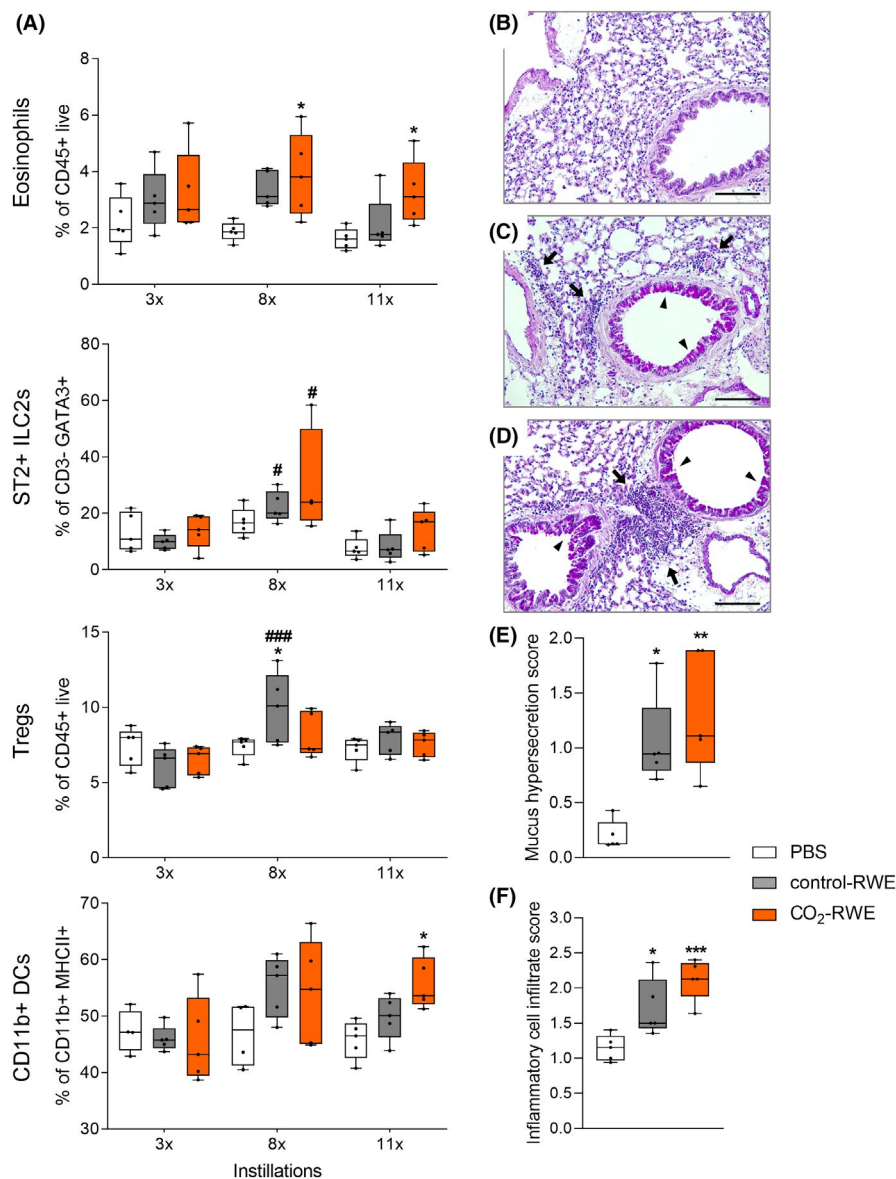 (A)
Eosinophils
% of CD45+ live
8
6
4
2
0
* *
3x 8x 11x
ST2+ ILC2s
% of CD3- GATA3+
80
60
40
20
0
# #
3x 8x 11x
Tregs
% of CD45+ live
15
10
5
0
###
*
3x 8x 11x
CD11b+ DCs
% of CD11b+ MHCII+
70
60
50
40
30
*
3x 8x 11x
Instillations
(B)
(C)
(D)
(E)
Mucus hypersecretion score
2.0
1.5
1.0
0.5
0.0
* **
PBS
control-RWE
CO₂-RWE
(F)
Inflammatory cell infiltrate score
3.0
2.5
2.0
1.5
1.0
0.5
0.0
* ***